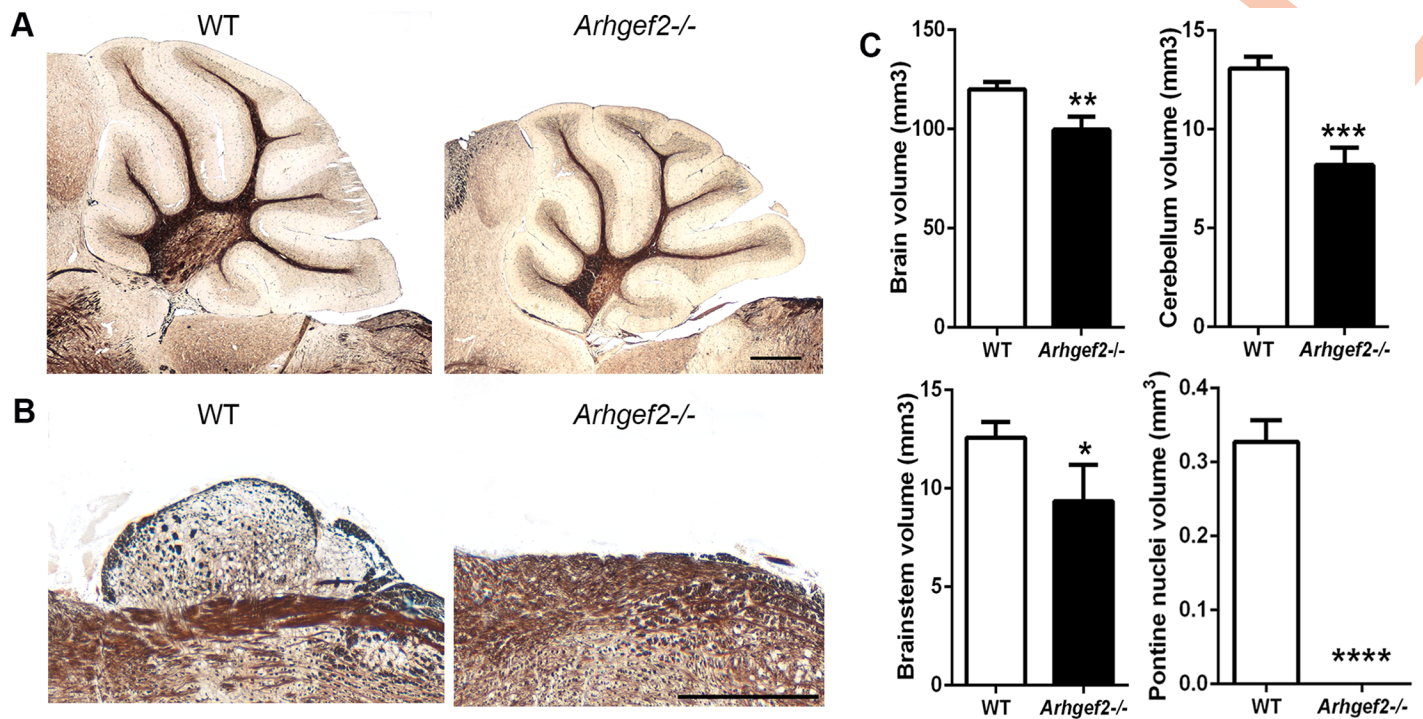 A
WT
Arhgef2-/-
B
WT
Arhgef2-/-
C
Brain volume (mm3)
150
100
50
0
**
WT
Arhgef2-/-
Cerebellum volume (mm3)
15
10
5
0
***
WT
Arhgef2-/-
Brainstem volume (mm3)
15
10
5
0
*
WT
Arhgef2-/-
Pontine nuclei volume (mm³)
0.4
0.3
0.2
0.1
0.0
****
WT
Arhgef2-/-